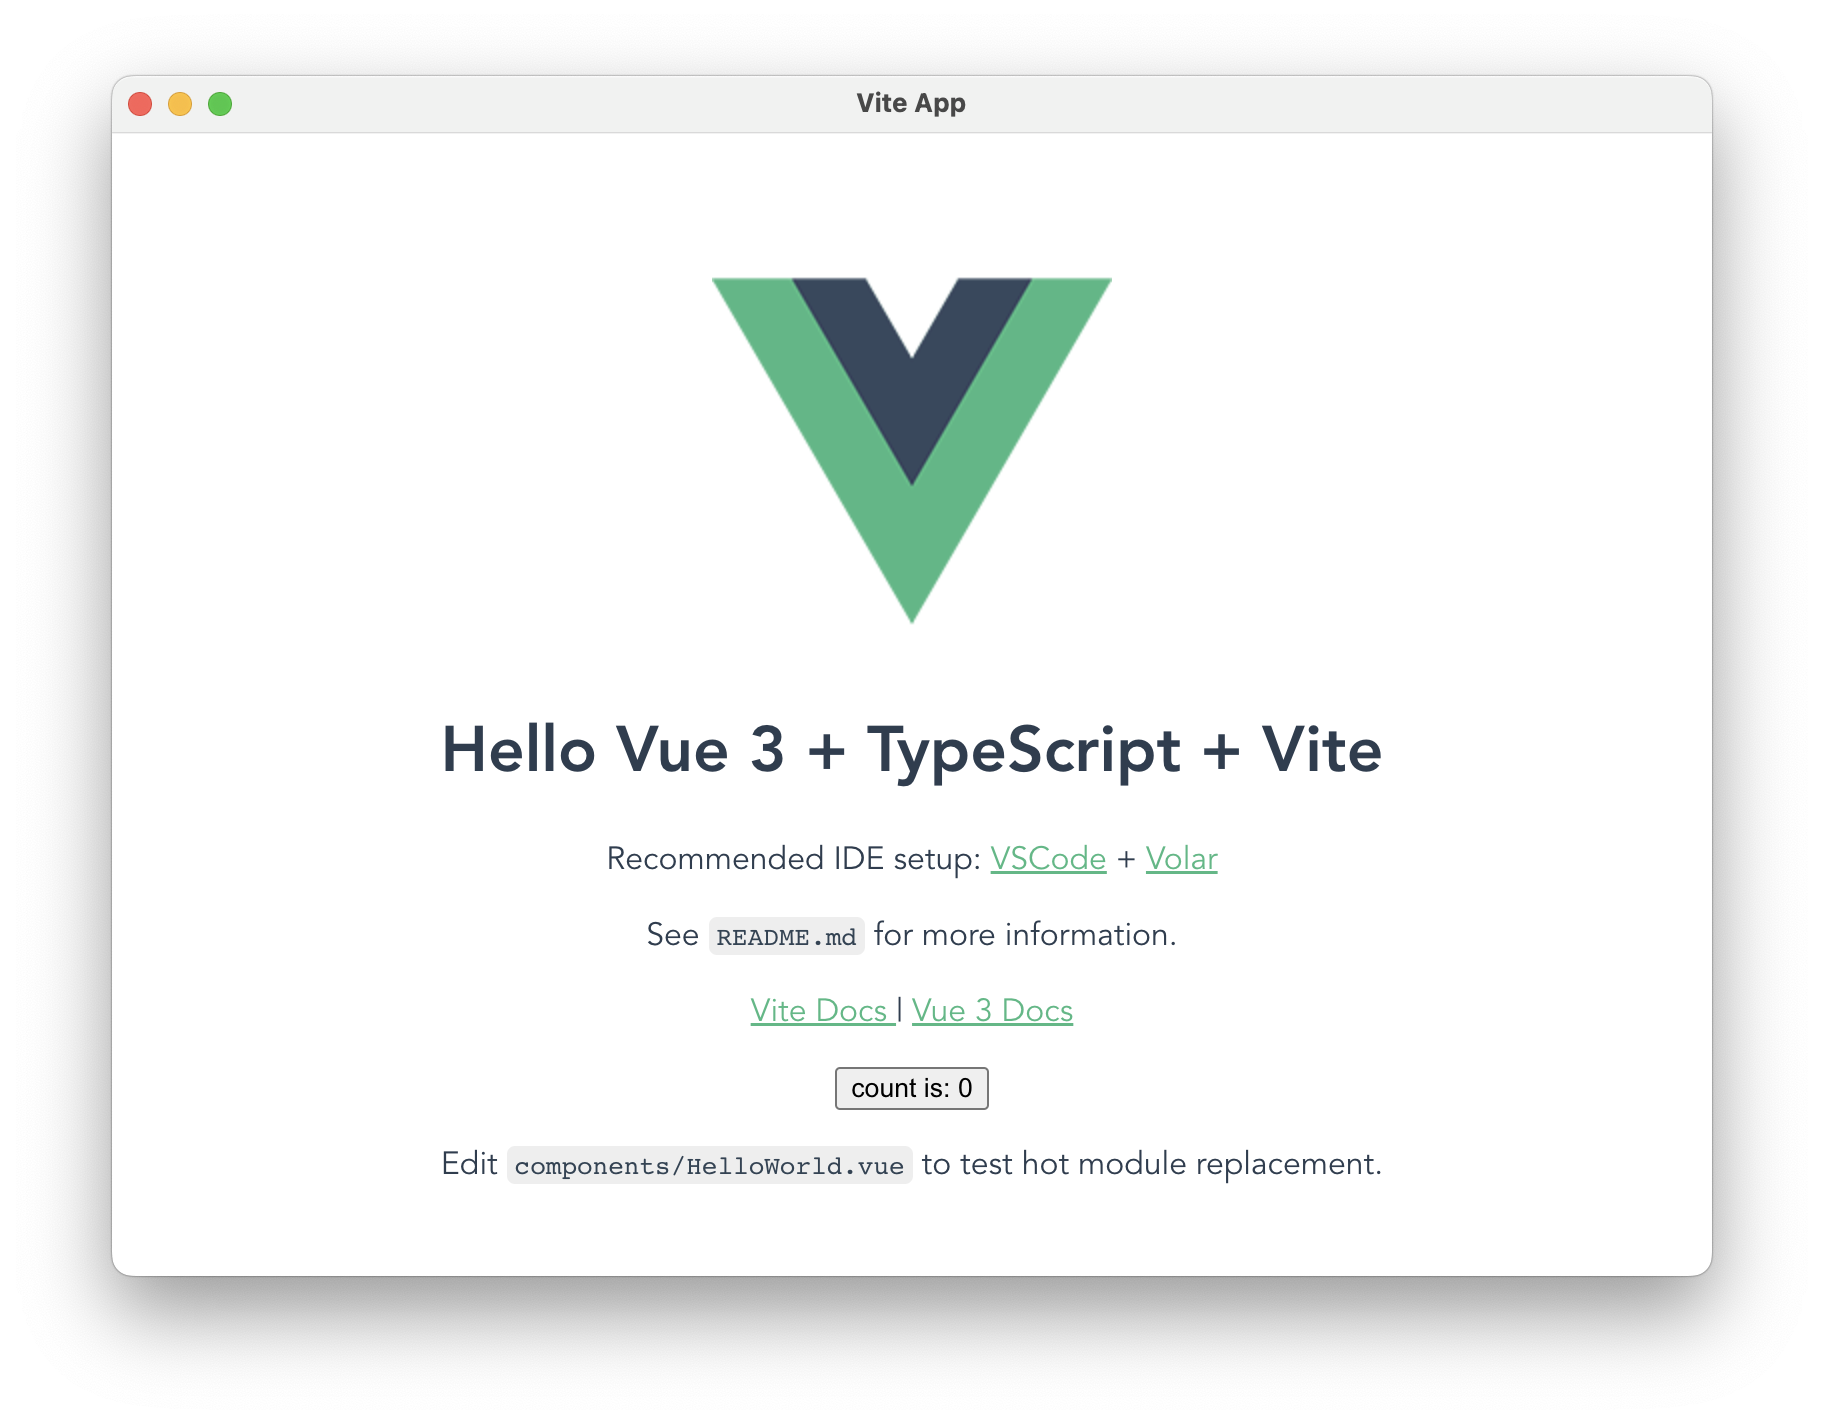 Vite App
Hello Vue 3 + TypeScript + Vite
Recommended IDE setup: VSCode + Volar
See README.md for more information.
Vite Docs | Vue 3 Docs
count is: 0
Edit components/HelloWorld.vue to test hot module replacement.